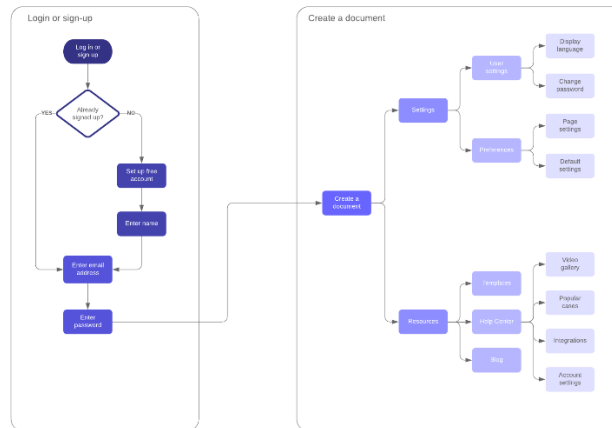 Login or sign-up
Log in or
sign up
Already
signed up?
YES
NO
Set up free
account
Enter name
Enter email
address
Enter
password
Create a document
Create a
document
Settings
User
settings
Display
language
Change
password
Preferences
Page
settings
Default
settings
Resources
Templates
Help Center
Video
gallery
Popular
cases
Integrations
Account
settings
Blog